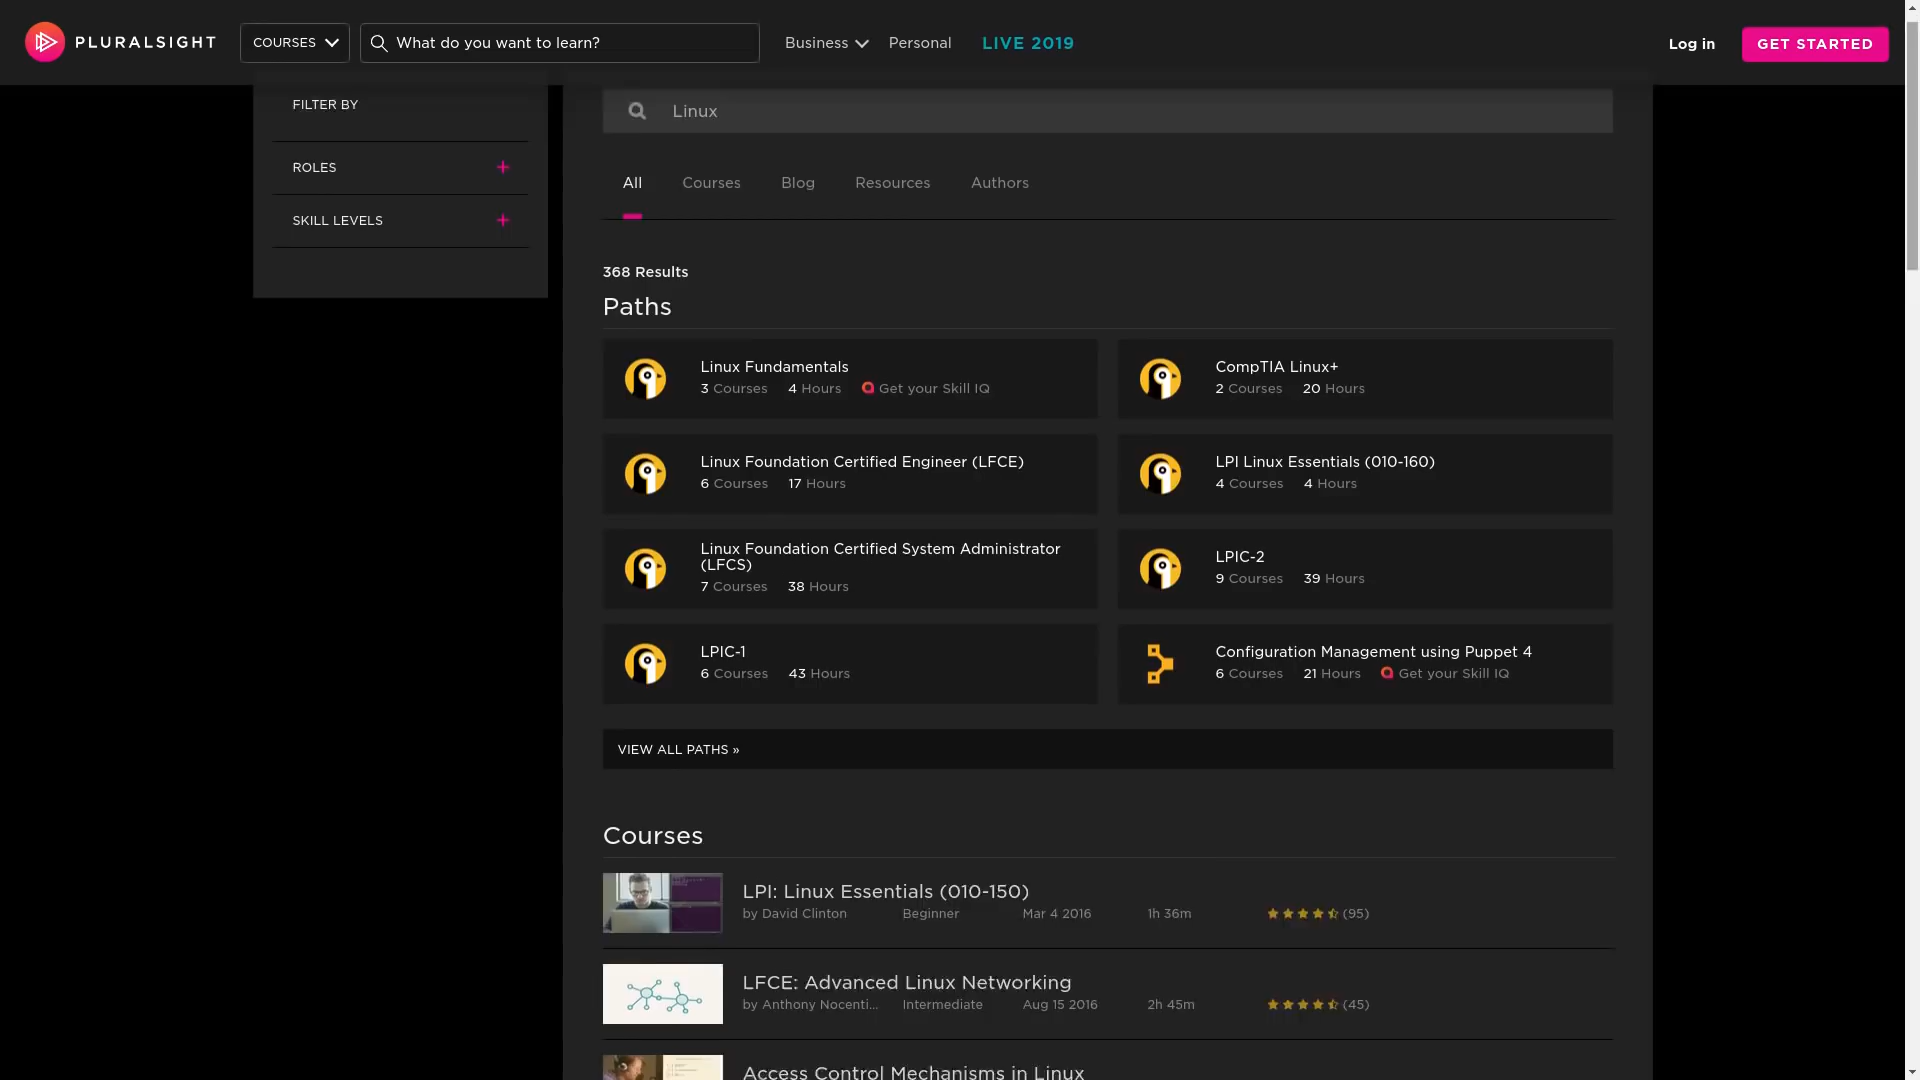 PLURALSIGHT
COURSES
What do you want to learn?
Business
Personal
LIVE 2019
Log in
GET STARTED
FILTER BY
ROLES
SKILL LEVELS
Linux
All Courses Blog Resources Authors
368 Results
Paths
Linux Fundamentals
3 Courses 4 Hours Get your Skill IQ
CompTIA Linux+
2 Courses 20 Hours
Linux Foundation Certified Engineer (LFCE)
6 Courses 17 Hours
LPI Linux Essentials (010-160)
4 Courses 4 Hours
Linux Foundation Certified System Administrator
(LFCS)
7 Courses 38 Hours
LPIC-2
9 Courses 39 Hours
LPIC-1
6 Courses 43 Hours
Configuration Management using Puppet 4
6 Courses 21 Hours Get your Skill IQ
VIEW ALL PATHS »
Courses
LPI: Linux Essentials (010-150)
by David Clinton Beginner Mar 4 2016 1h 36m (95)
LFCE: Advanced Linux Networking
by Anthony Nocenti... Intermediate Aug 15 2016 2h 45m (45)
Access Control Mechanisms in Linux